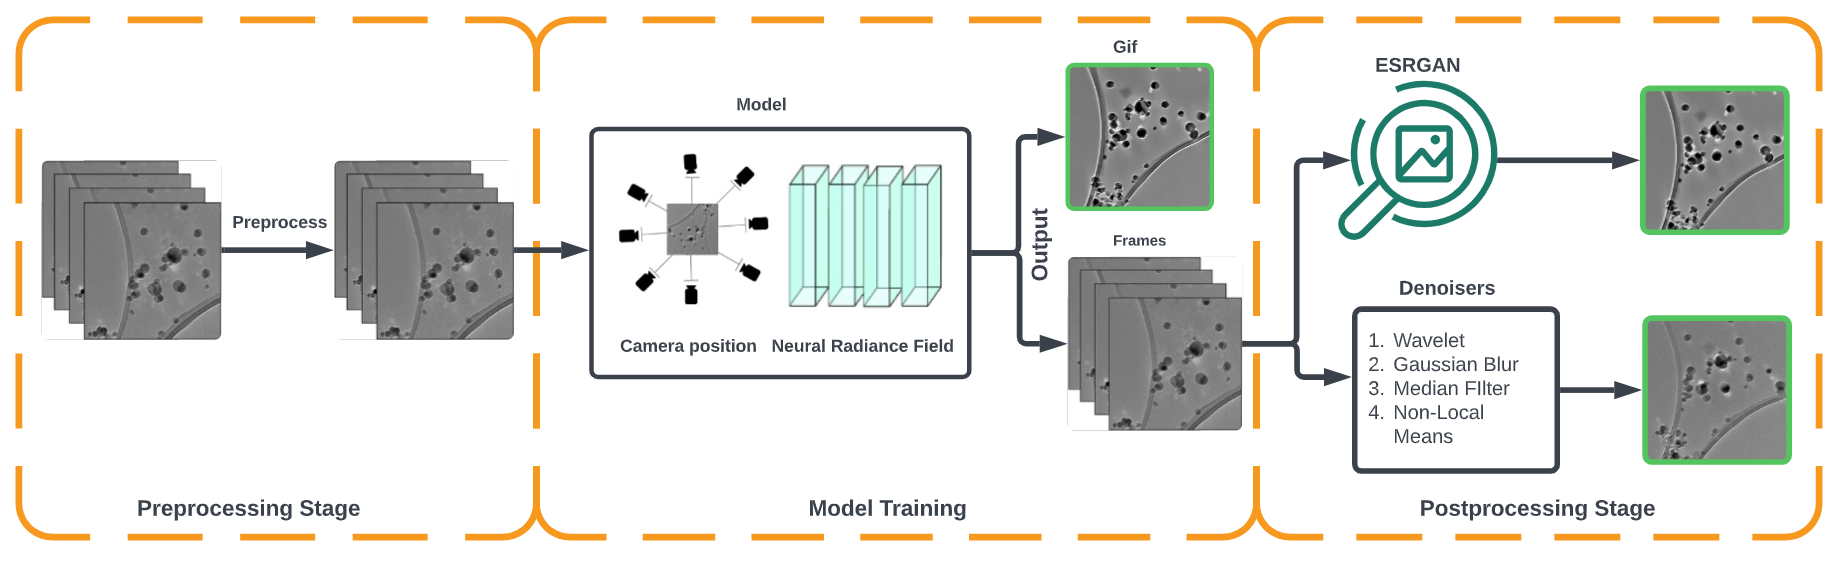 Preprocess
Preprocessing Stage
Model
Camera position
Neural Radiance Field
Output
Gif
Frames
Model Training
ESRGAN
Denoisers
1. Wavelet
2. Gaussian Blur
3. Median FIlter
4. Non-Local
Means
Postprocessing Stage